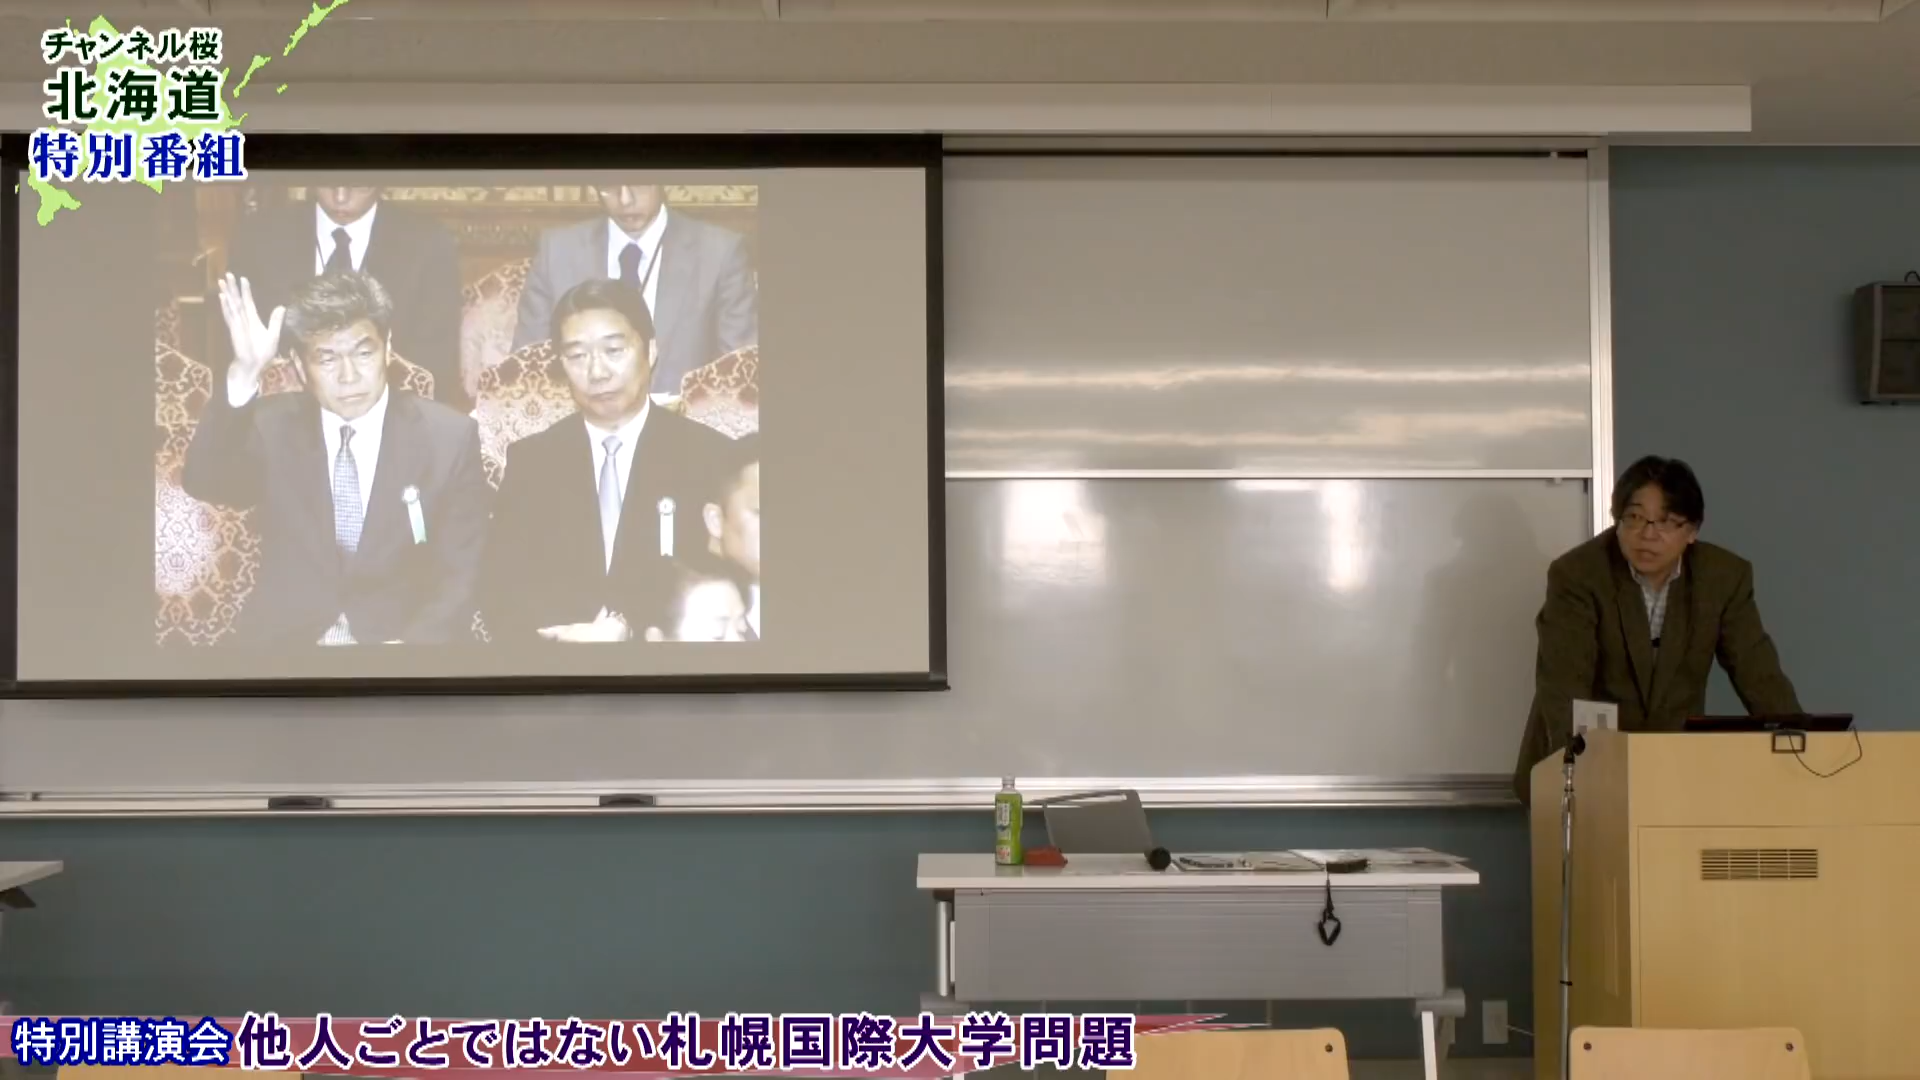 チャンネル桜
北海道
特別番組
特別講演会 他人ごとではない札幌国際大学問題